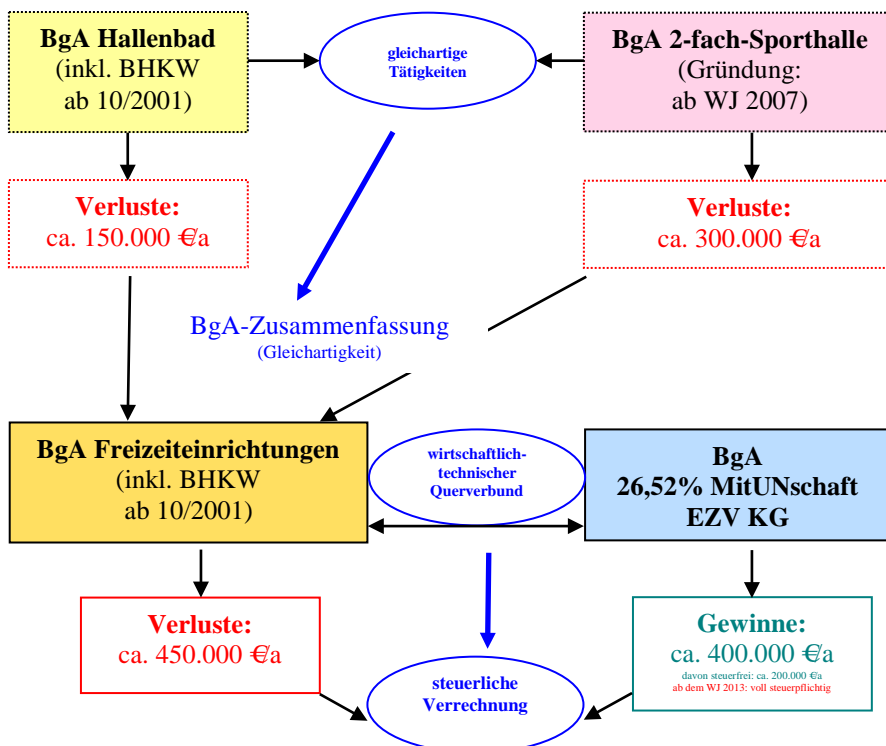 BgA Hallenbad
(inkl. BHKW
ab 10/2001)
gleichartige
Tätigkeiten
BgA 2-fach-Sporthalle
(Gründung:
ab WJ 2007)
Verluste:
ca. 150.000 €/a
Verluste:
ca. 300.000 €/a
BgA-Zusammenfassung
(Gleichartigkeit)
BgA Freizeiteinrichtungen
(inkl. BHKW
ab 10/2001)
wirtschaftlich-
technischer
Querverbund
BgA
26,52% MitUNschaft
EZV KG
Verluste:
ca. 450.000 €/a
steuerliche
Verrechnung
Gewinne:
ca. 400.000 €/a
davon steuerfrei: ca. 200.000 €/a
ab dem WJ 2013: voll steuerpflichtig